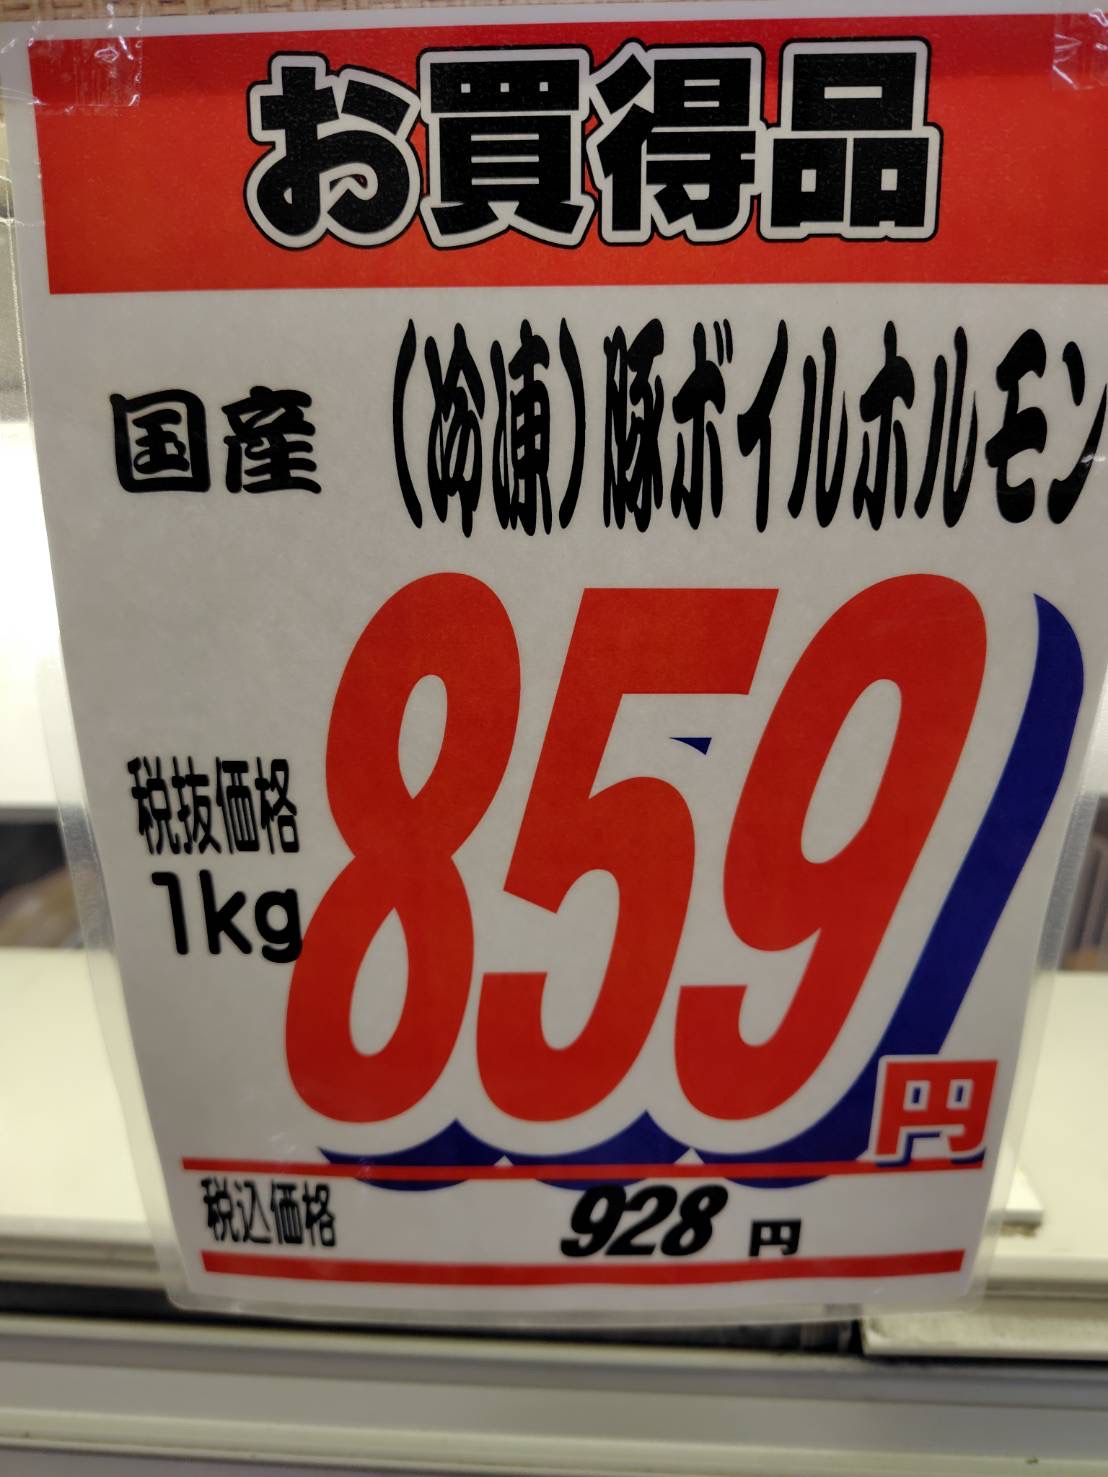 お買得品
国産 (冷凍)豚ボイルホルモン
税抜価格
1kg
859円
税込価格 928円